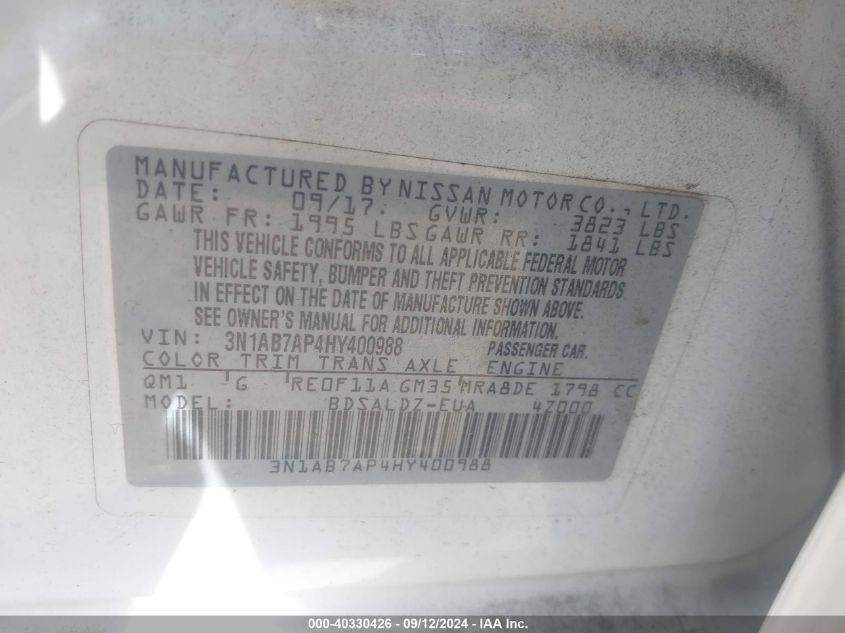 MANUFACTURED BY NISSAN MOTOR CO., LTD.
DATE: 09/17. GVWR: 3823 LBS
GAWR FR: 1995 LBS GAWR RR: 1841 LBS
THIS VEHICLE CONFORMS TO ALL APPLICABLE FEDERAL MOTOR
VEHICLE SAFETY, BUMPER AND THEFT PREVENTION STANDARDS
IN EFFECT ON THE DATE OF MANUFACTURE SHOWN ABOVE.
SEE OWNER'S MANUAL FOR ADDITIONAL INFORMATION.
VIN: 3N1AB7AP4HY400988 PASSENGER CAR.
COLOR TRIM TRANS AXLE ENGINE
QM1 G RE0F11A GM35 MRA8DE 1798 CC
MODEL: BDSALDZ-EUA 4Z000
3N1AB7AP4HY400988
000-40330426 - 09/12/2024 - IAA Inc.